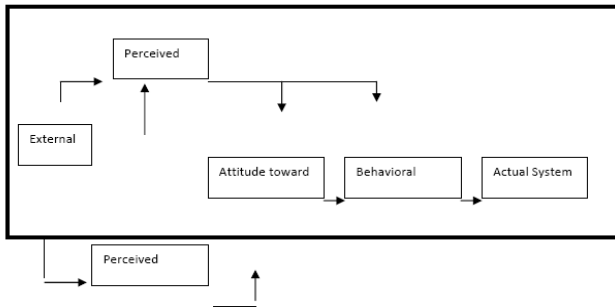 Perceived
External
Attitude toward
Behavioral
Actual System
Perceived